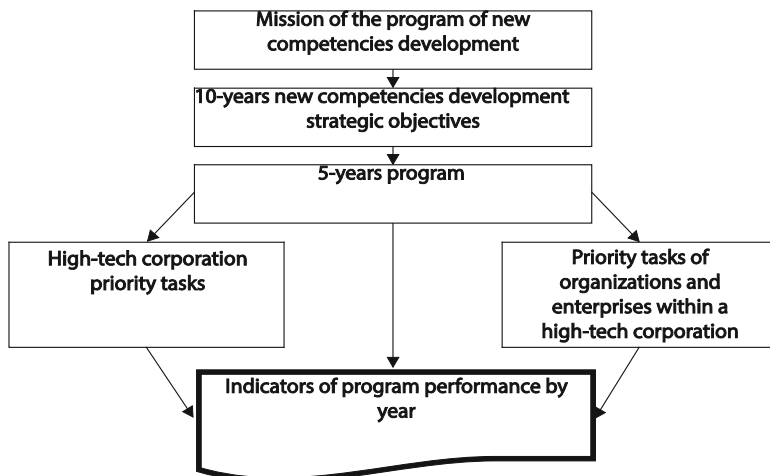 Mission of the program of new
competencies development
10-years new competencies development
strategic objectives
5-years program
High-tech corporation
priority tasks
Priority tasks of
organizations and
enterprises within a
high-tech corporation
Indicators of program performance by
year